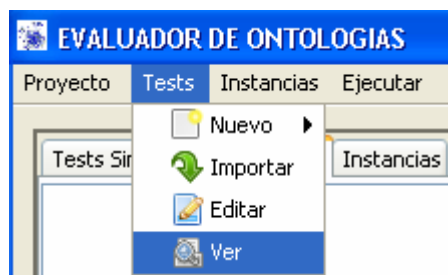 EVALUADOR DE ONTOLOGIAS
Proyecto Tests Instancias Ejecutar
Nuevo
Tests Instancias
Importar
Editar
Ver